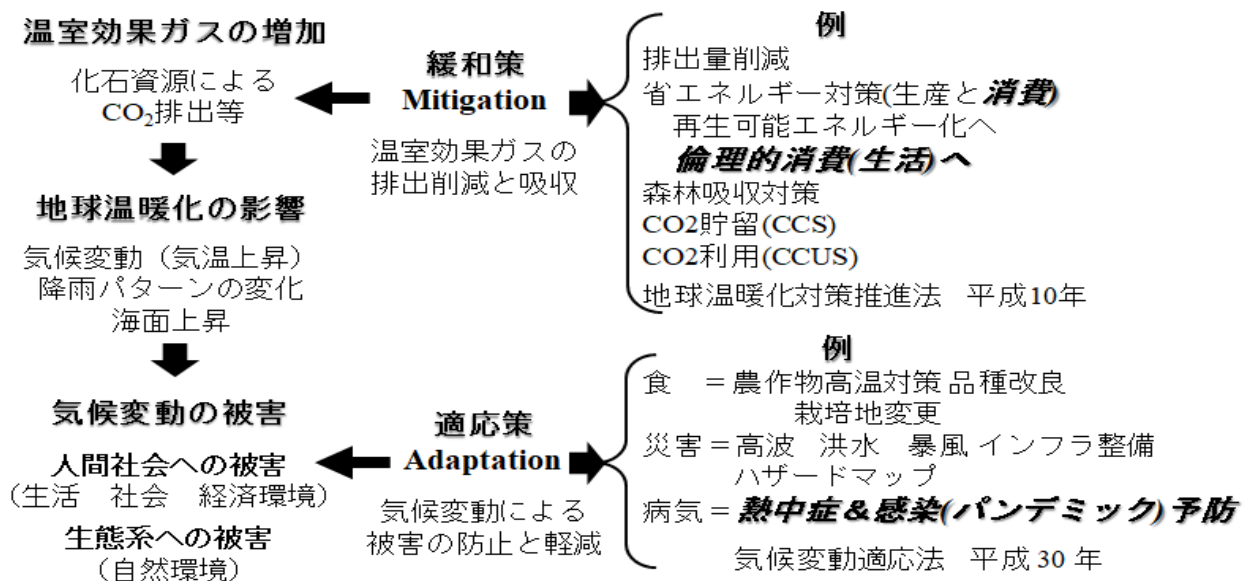 温室効果ガスの増加
化石資源による
CO₂排出等
地球温暖化の影響
気候変動（気温上昇）
降雨パターンの変化
海面上昇
気候変動の被害
人間社会への被害
（生活　社会　経済環境）
生態系への被害
（自然環境）
緩和策
Mitigation
温室効果ガスの
排出削減と吸収
例
排出量削減
省エネルギー対策(生産と消費)
再生可能エネルギー化へ
倫理的消費(生活)へ
森林吸収対策
CO2貯留(CCS)
CO2利用(CCUS)
地球温暖化対策推進法　平成10年
適応策
Adaptation
気候変動による
被害の防止と軽減
例
食　＝農作物高温対策 品種改良
栽培地変更
災害＝高波　洪水　暴風 インフラ整備
ハザードマップ
病気＝熱中症＆感染(パンデミック)予防
気候変動適応法　平成 30 年